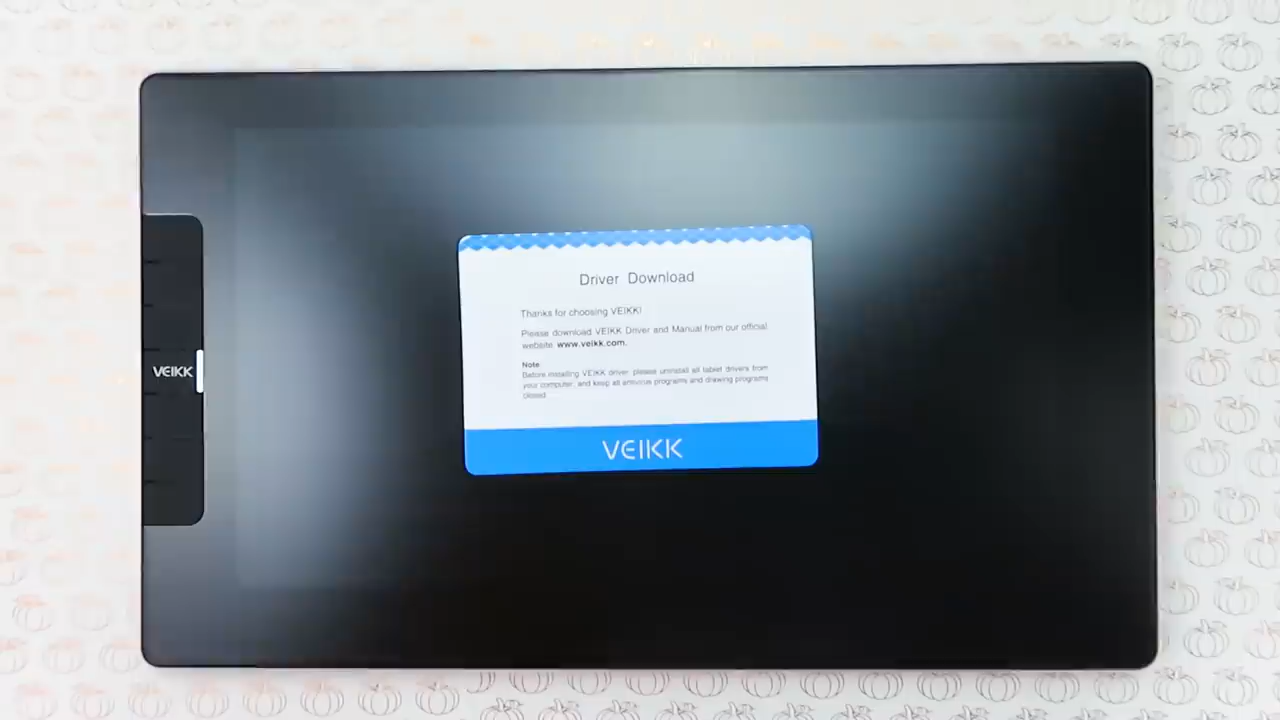 Driver Download
Thanks for choosing VEIKK!
Please download VEIKK Driver and Manual from our official
website www.veikk.com.
Note
Before installing VEIKK driver, please uninstall all tablet drivers from
your computer, and keep all antivirus programs and drawing programs
closed.
VEIKK
VEIKK